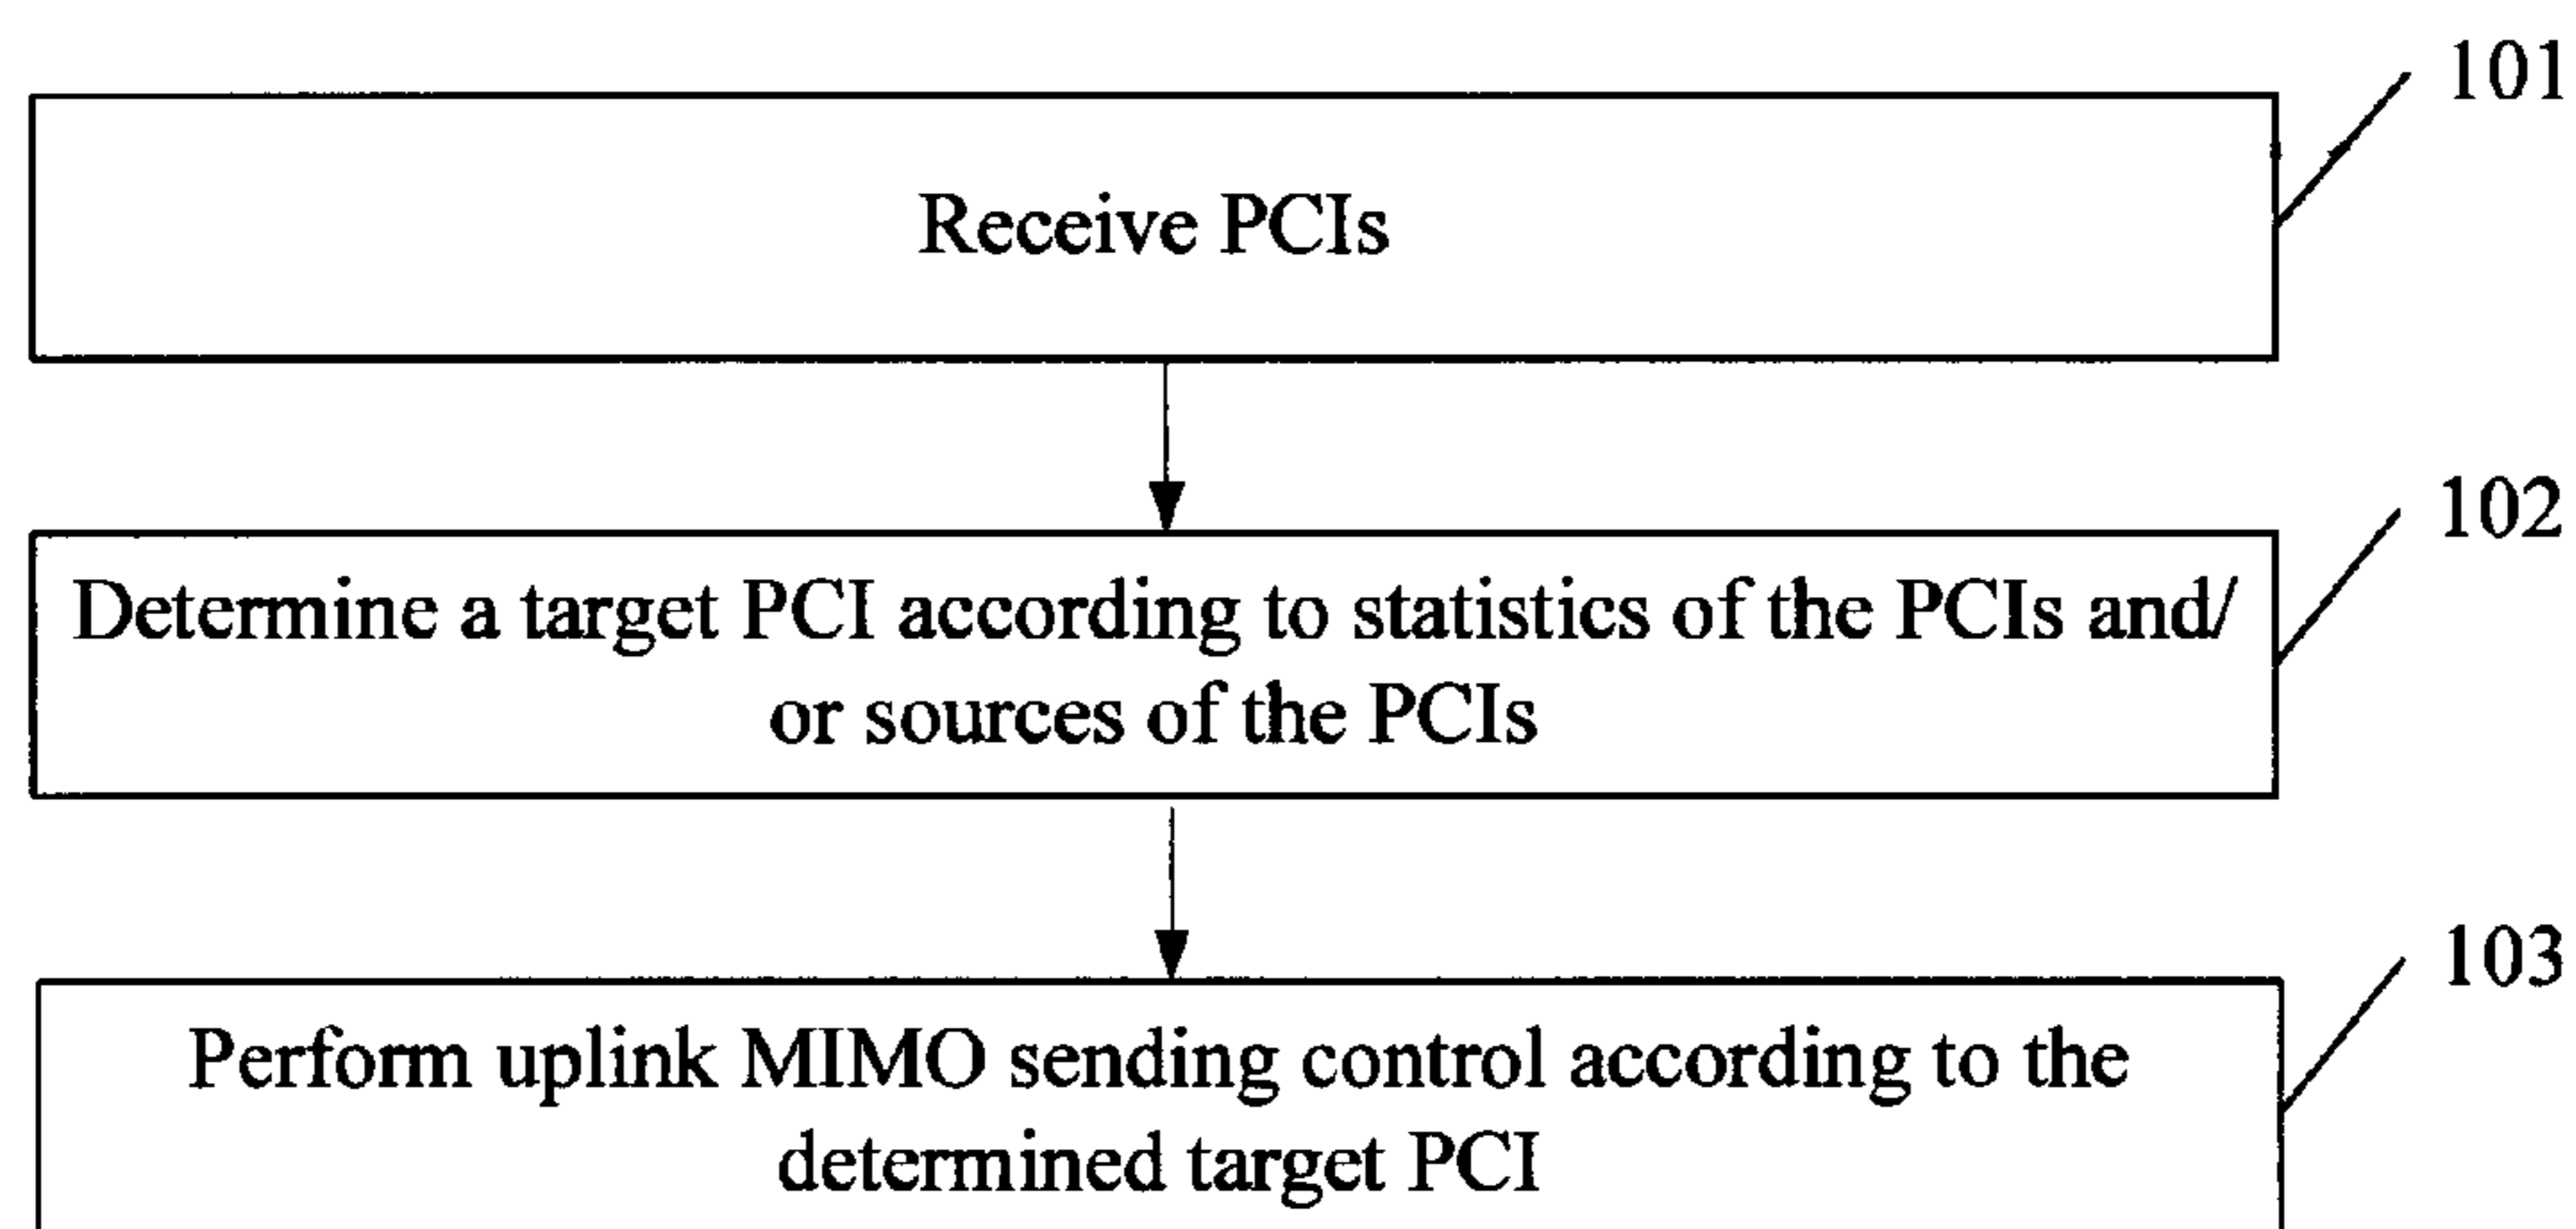 101
Receive PCIs
102
Determine a target PCI according to statistics of the PCIs and/
or sources of the PCIs
103
Perform uplink MIMO sending control according to the
determined target PCI